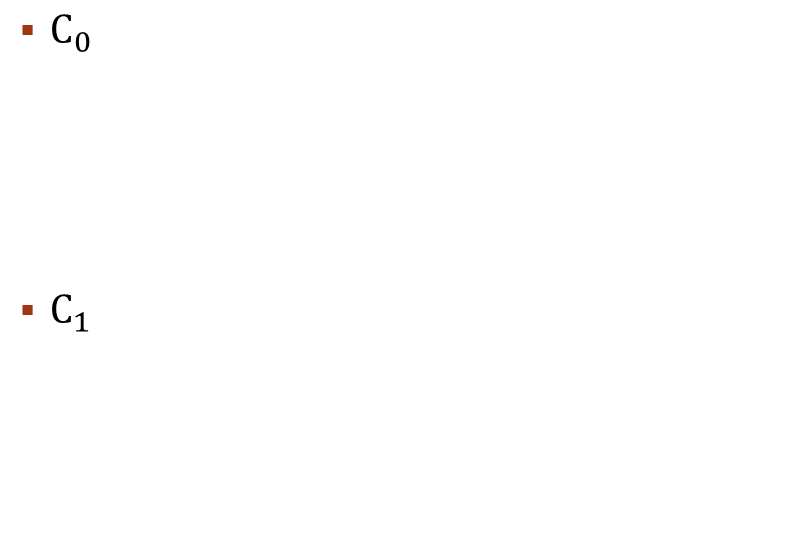 ▪ C₀
▪ C₁